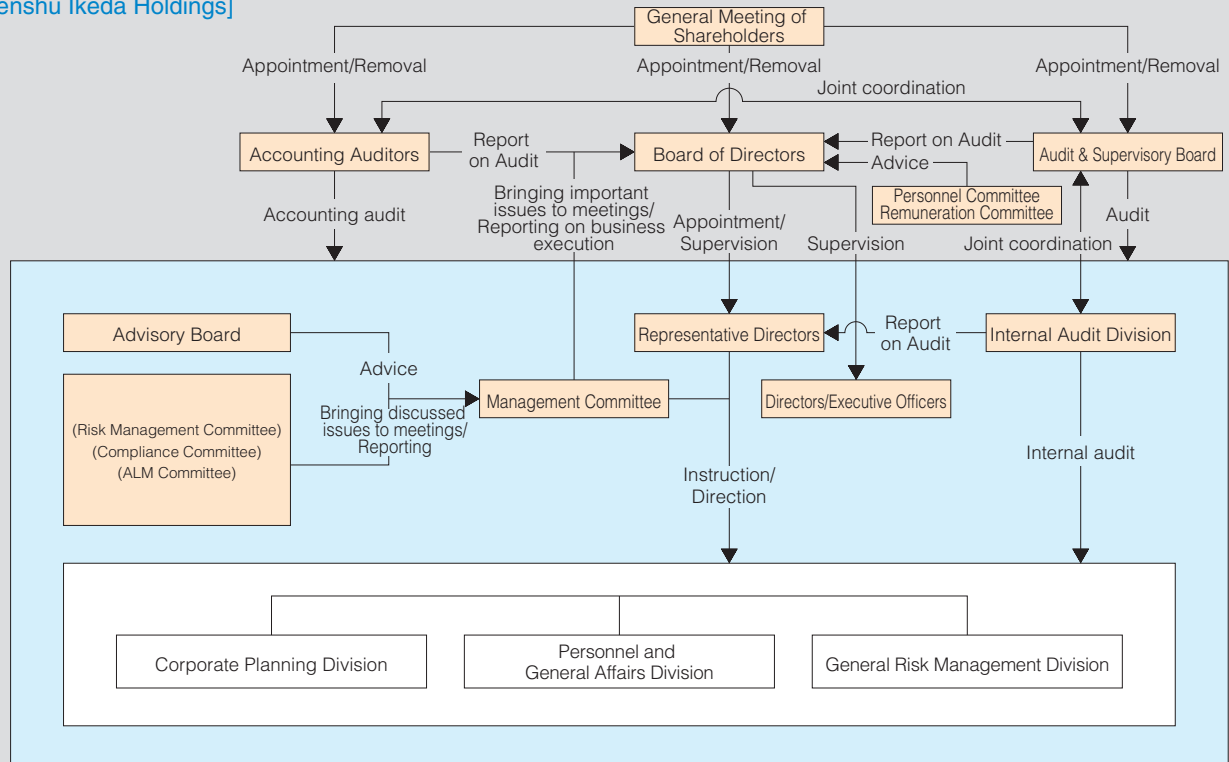 enshu Ikeda Holdings]
General Meeting of
Shareholders
Appointment/Removal
Appointment/Removal
Appointment/Removal
Joint coordination
Accounting Auditors
Report
on Audit
Board of Directors
Report on Audit
Advice
Audit & Supervisory Board
Personnel Committee
Remuneration Committee
Accounting audit
Bringing important
issues to meetings/
Reporting on business
execution
Appointment/
Supervision
Supervision
Joint coordination
Audit
Advisory Board
Representative Directors
Report
on Audit
Internal Audit Division
Advice
Management Committee
Directors/Executive Officers
Bringing discussed
issues to meetings/
Reporting
(Risk Management Committee)
(Compliance Committee)
(ALM Committee)
Instruction/
Direction
Internal audit
Corporate Planning Division
Personnel and
General Affairs Division
General Risk Management Division